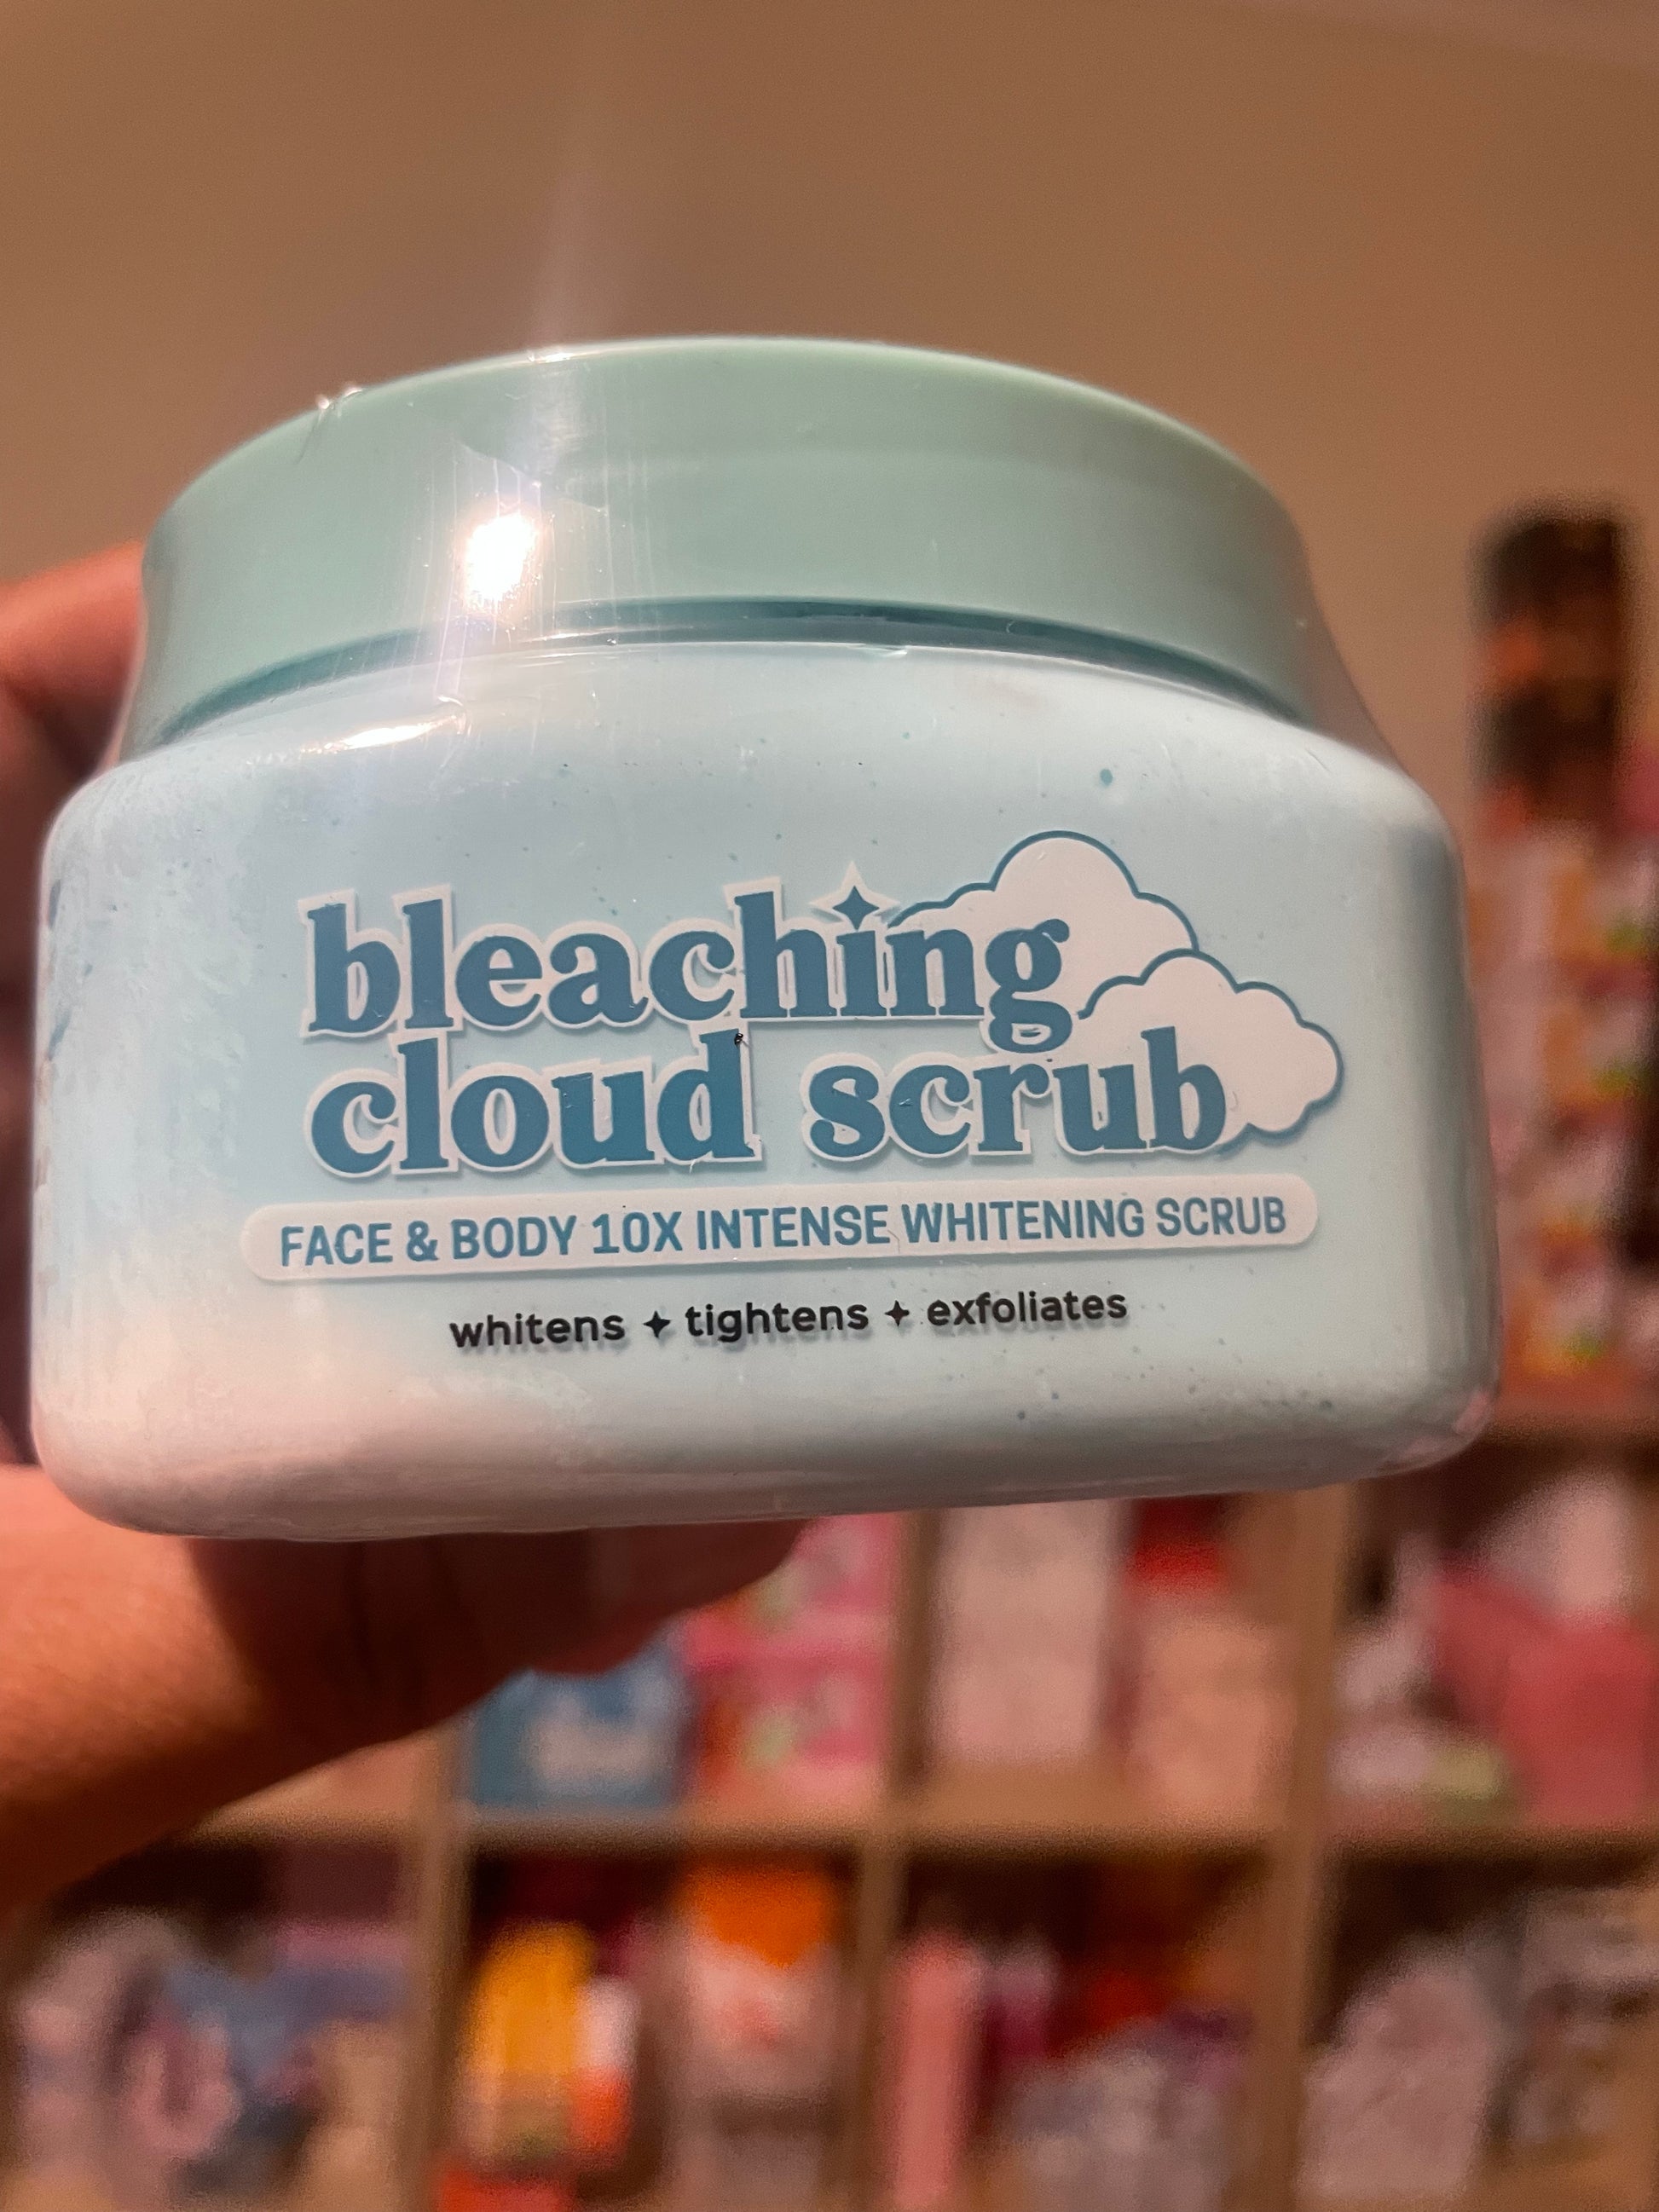 bleaching
cloud scrub
FACE & BODY 10X INTENSE WHITENING SCRUB
whitens ✦ tightens ✦ exfoliates